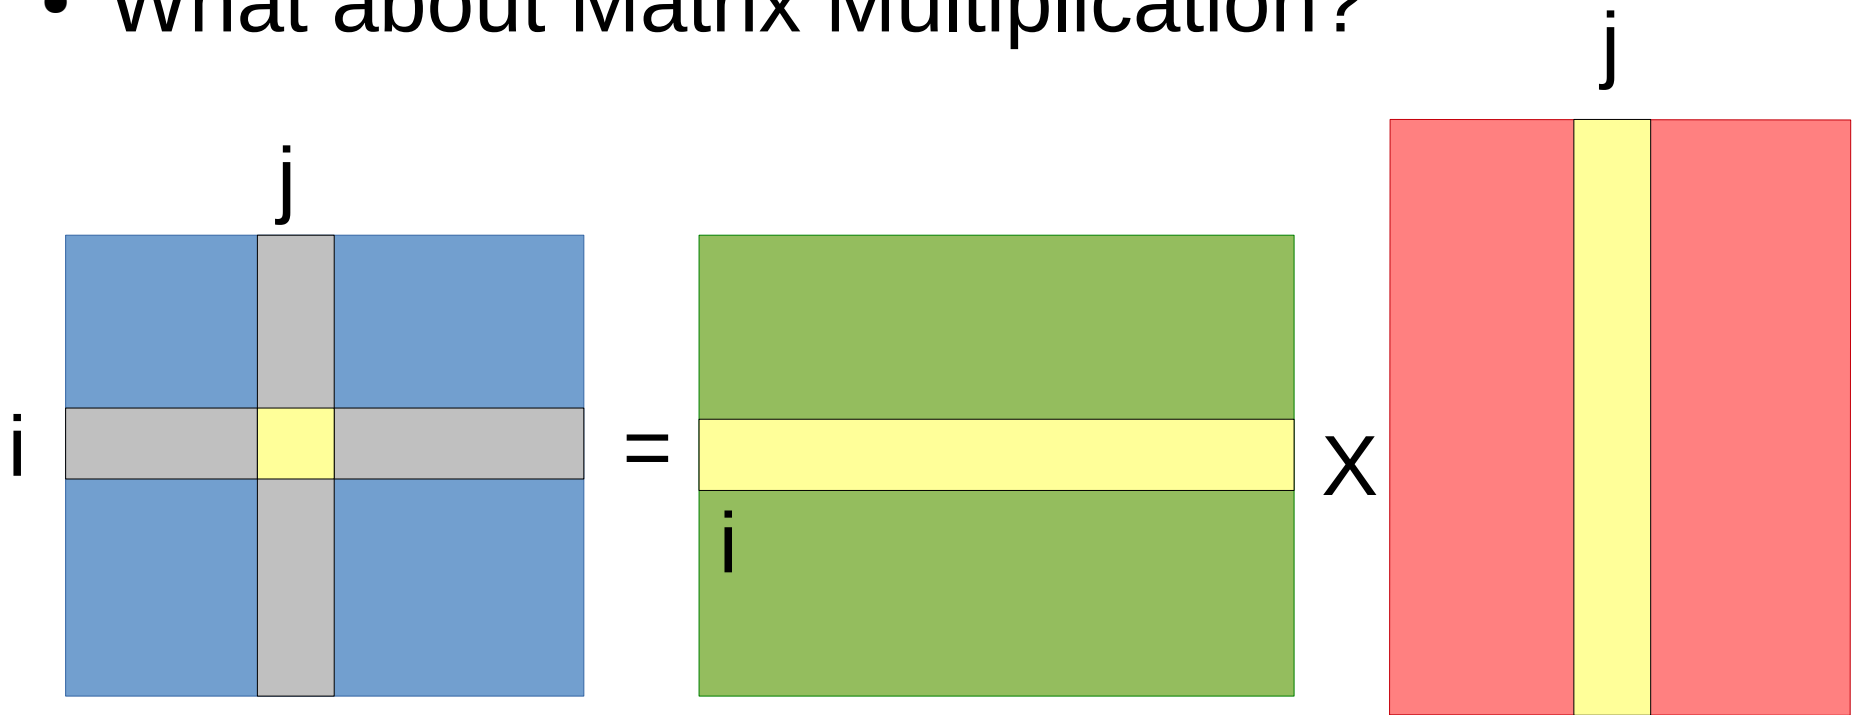 • What about Matrix Multiplication?
j
j
i
=
X
i